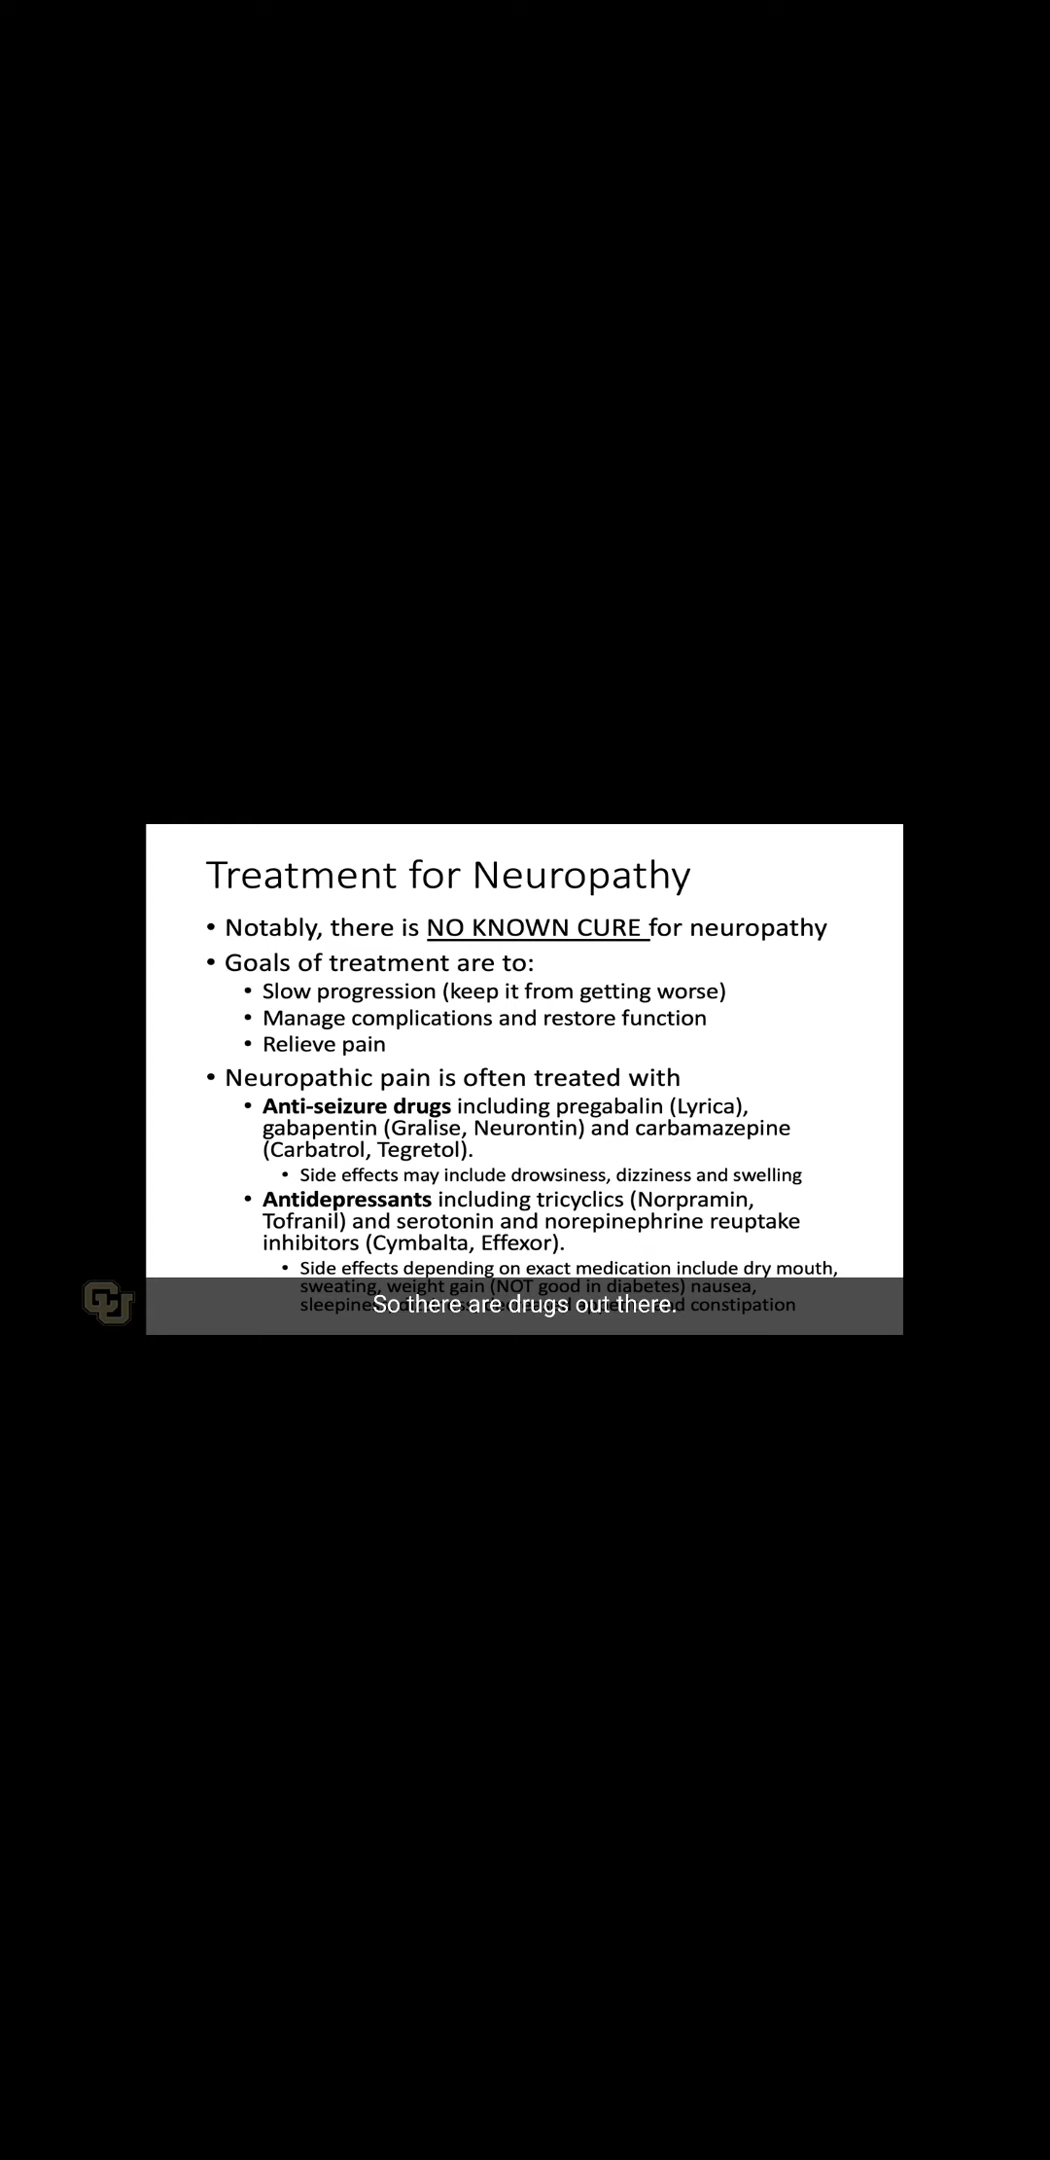 Treatment for Neuropathy
• Notably, there is NO KNOWN CURE for neuropathy
• Goals of treatment are to:
• Slow progression (keep it from getting worse)
• Manage complications and restore function
• Relieve pain
• Neuropathic pain is often treated with
• Anti-seizure drugs including pregabalin (Lyrica),
gabapentin (Gralise, Neurontin) and carbamazepine
(Carbatrol, Tegretol).
• Side effects may include drowsiness, dizziness and swelling
• Antidepressants including tricyclics (Norpramin,
Tofranil) and serotonin and norepinephrine reuptake
inhibitors (Cymbalta, Effexor).
• Side effects depending on exact medication include dry mouth,
sweating, weight gain (NOT good in diabetes) nausea,
constipation
So there are drugs out there.
CU